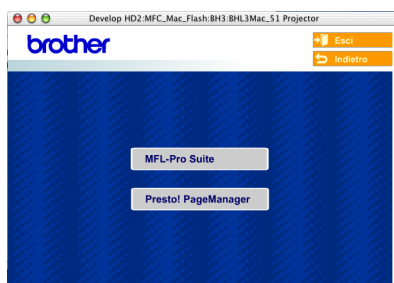 Develop HD2:MFC_Mac_Flash:BH3:BHL3Mac_51 Projector
brother
Esci
Indietro
MFL-Pro Suite
Presto! PageManager